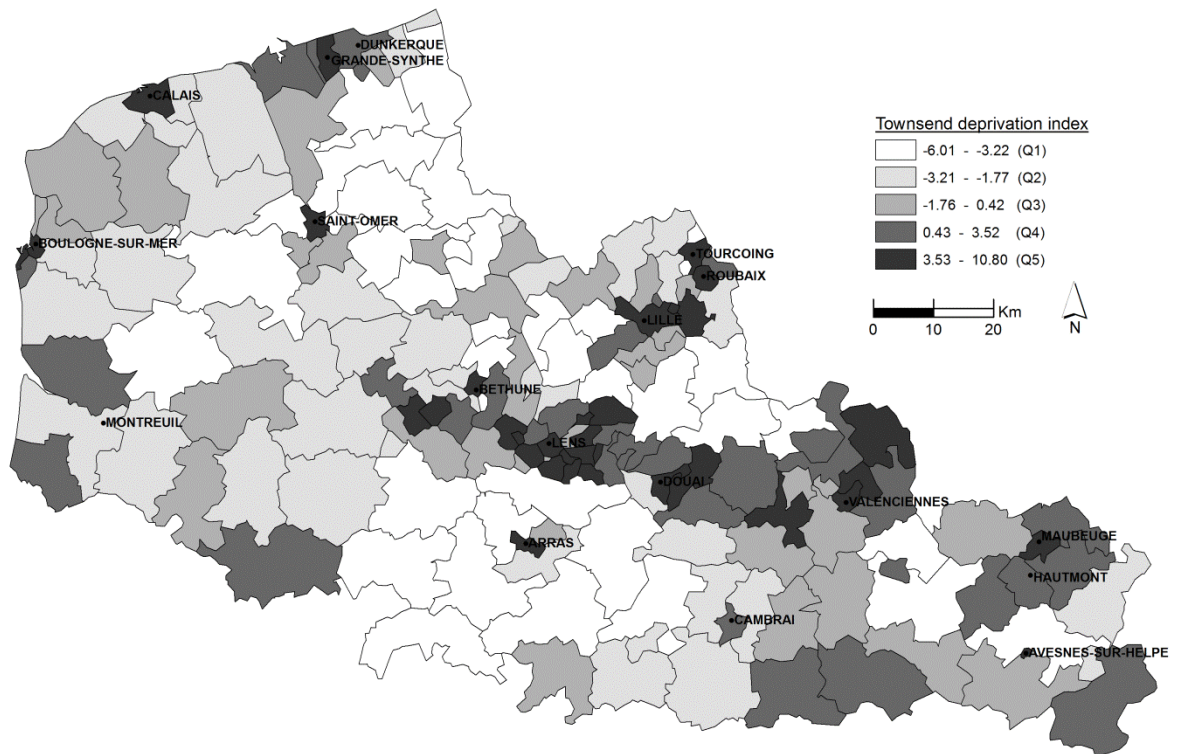 DUNKERQUE
GRANDE-SYNTHE
CALAIS
Townsend deprivation index
-6.01 - -3.22 (Q1)
-3.21 - -1.77 (Q2)
-1.76 - 0.42 (Q3)
0.43 - 3.52 (Q4)
3.53 - 10.80 (Q5)
SAINT-OMER
BOULOGNE-SUR-MER
TOURCOING
ROUBAIX
Km
0 10 20
N
LILLE
BETHUNE
MONTREUIL
LENS
DOUAI
VALENCIENNES
ARRAS
MAUBEUGE
HAUTMONT
CAMBRAI
AVESNES-SUR-HELPE